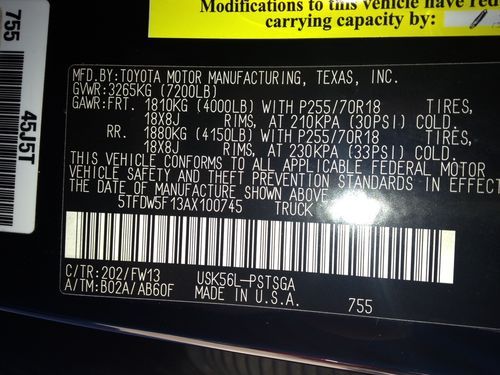 Modifications to this vehicle have red
carrying capacity by:
755
45J5T
MFD.BY:TOYOTA MOTOR MANUFACTURING, TEXAS, INC.
GVWR:3265KG (7200LB)
GAWR:FRT. 1810KG (4000LB) WITH P255/70R18 TIRES,
18X8J RIMS, AT 210KPA (30PSI) COLD.
RR. 1880KG (4150LB) WITH P255/70R18 TIRES,
18X8J RIMS, AT 230KPA (33PSI) COLD.
THIS VEHICLE CONFORMS TO ALL APPLICABLE FEDERAL MOTOR
VEHICLE SAFETY AND THEFT PREVENTION STANDARDS IN EFFECT
THE DATE OF MANUFACTURE SHOWN ABOVE.
5TFDW5F13AX100745 TRUCK
C/TR:202/FW13 USK56L-PSTSGA
A/TM:B02A/AB60F MADE IN U.S.A. 755